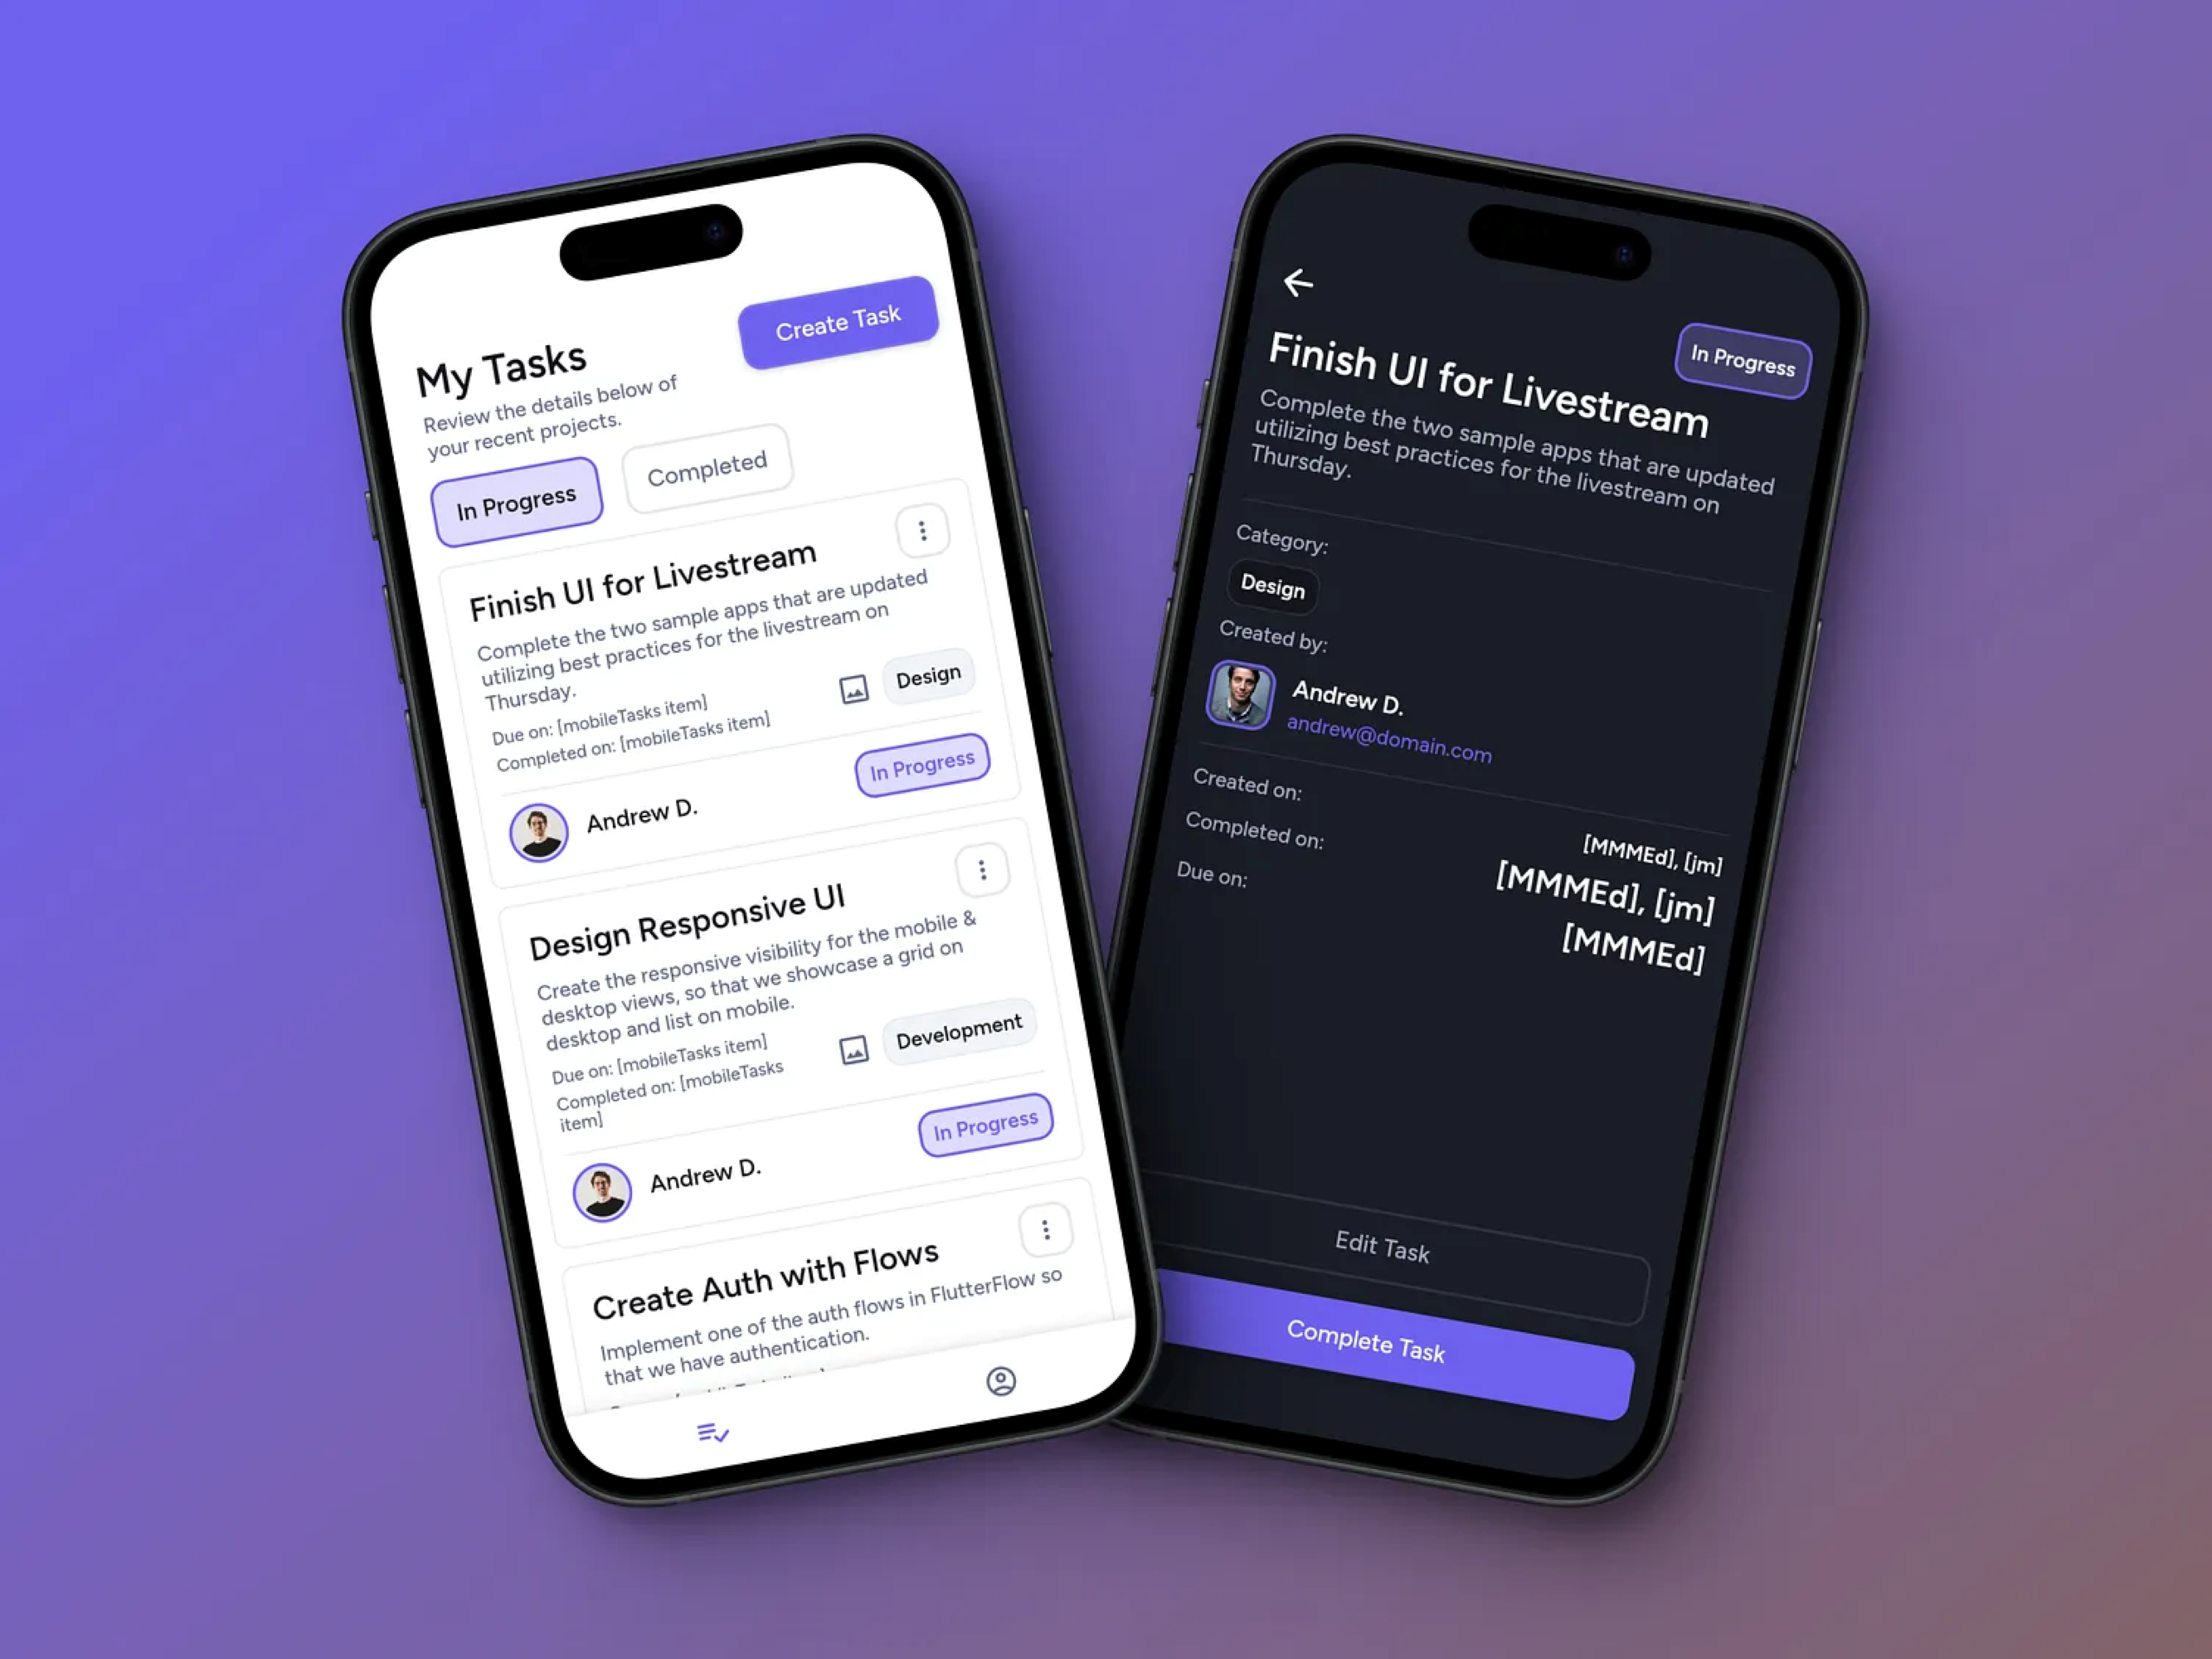 Create Task
My Tasks
Review the details below of
your recent projects.
In Progress
Completed
Finish UI for Livestream
Complete the two sample apps that are updated
utilizing best practices for the livestream on
Thursday.
Due on: [mobileTasks item]
Completed on: [mobileTasks item]
Design
Andrew D.
In Progress
Design Responsive UI
Create the responsive visibility for the mobile &
desktop views, so that we showcase a grid on
desktop and list on mobile.
Due on: [mobileTasks item]
Completed on: [mobileTasks
item]
Development
Andrew D.
In Progress
Create Auth with Flows
Implement one of the auth flows in FlutterFlow so
that we have authentication.
In Progress
Finish UI for Livestream
Complete the two sample apps that are updated
utilizing best practices for the livestream on
Thursday.
Category:
Design
Created by:
Andrew D.
andrew@domain.com
Created on:
[MMMEd], [jm]
Completed on:
[MMMEd], [jm]
Due on:
[MMMEd]
Edit Task
Complete Task